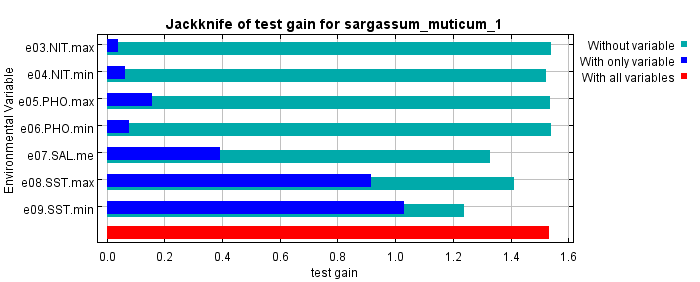 Jackknife of test gain for sargassum_muticum_1
Environmental Variable
e03.NIT.max
e04.NIT.min
e05.PHO.max
e06.PHO.min
e07.SAL.me
e08.SST.max
e09.SST.min
0.0 0.2 0.4 0.6 0.8 1.0 1.2 1.4 1.6
test gain
Without variable
With only variable
With all variables